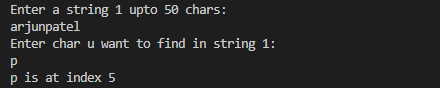 Enter a string 1 upto 50 chars:
arjunpatel
Enter char u want to find in string 1:
p
p is at index 5